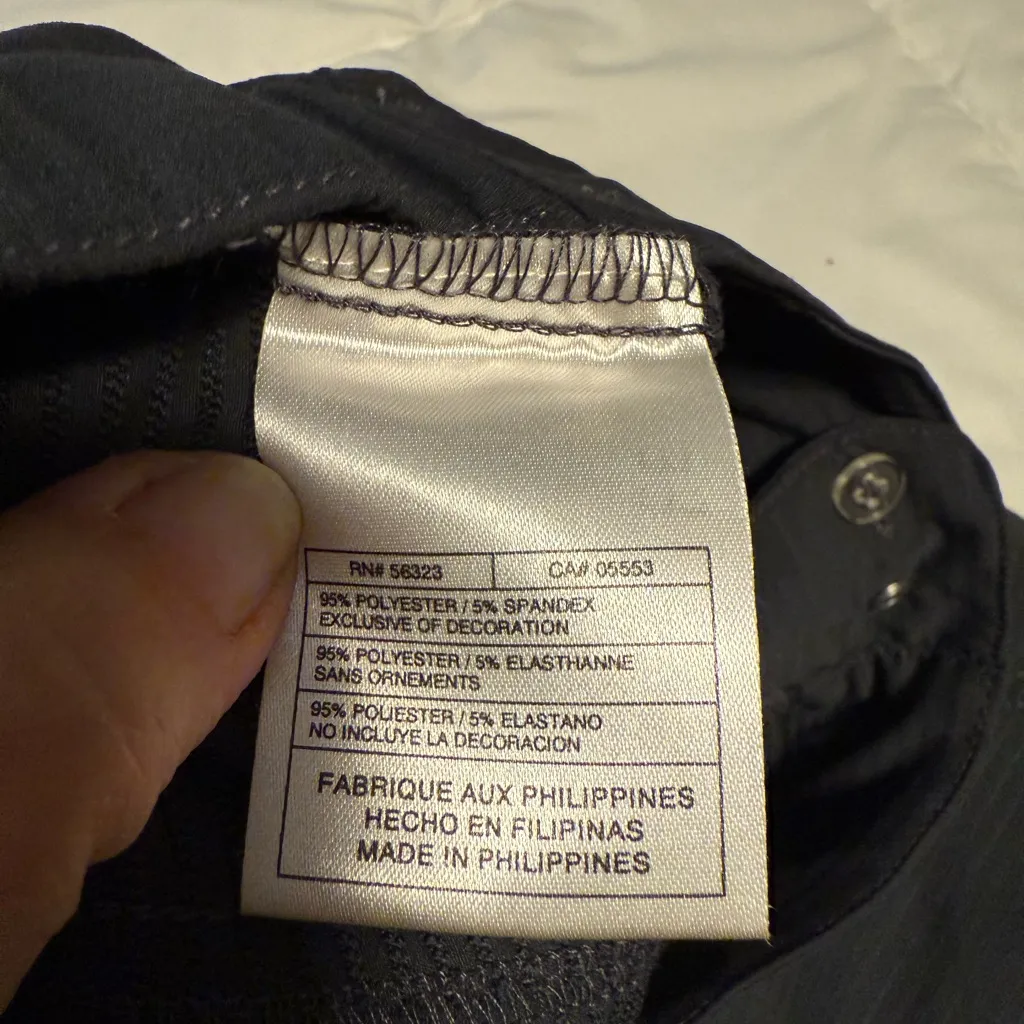 RN# 56323 CA# 05553
95% POLYESTER / 5% SPANDEX
EXCLUSIVE OF DECORATION
95% POLYESTER / 5% ELASTHANNE
SANS ORNEMENTS
95% POLIESTER / 5% ELASTANO
NO INCLUYE LA DECORACION
FABRIQUE AUX PHILIPPINES
HECHO EN FILIPINAS
MADE IN PHILIPPINES